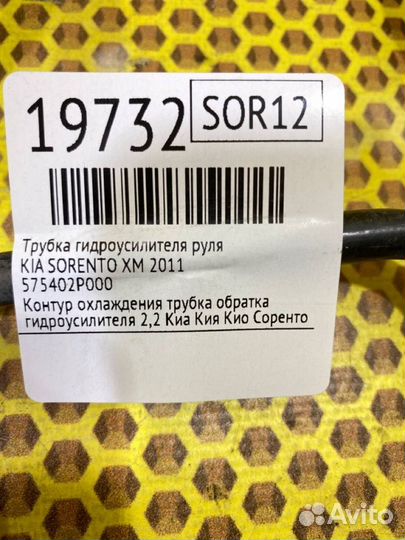 19732 SOR12
Трубка гидроусилителя руля
KIA SORENTO XM 2011
575402P000
Контур охлаждения трубка обратка
гидроусилителя 2,2 Киа Кия Кио Соренто
Avito